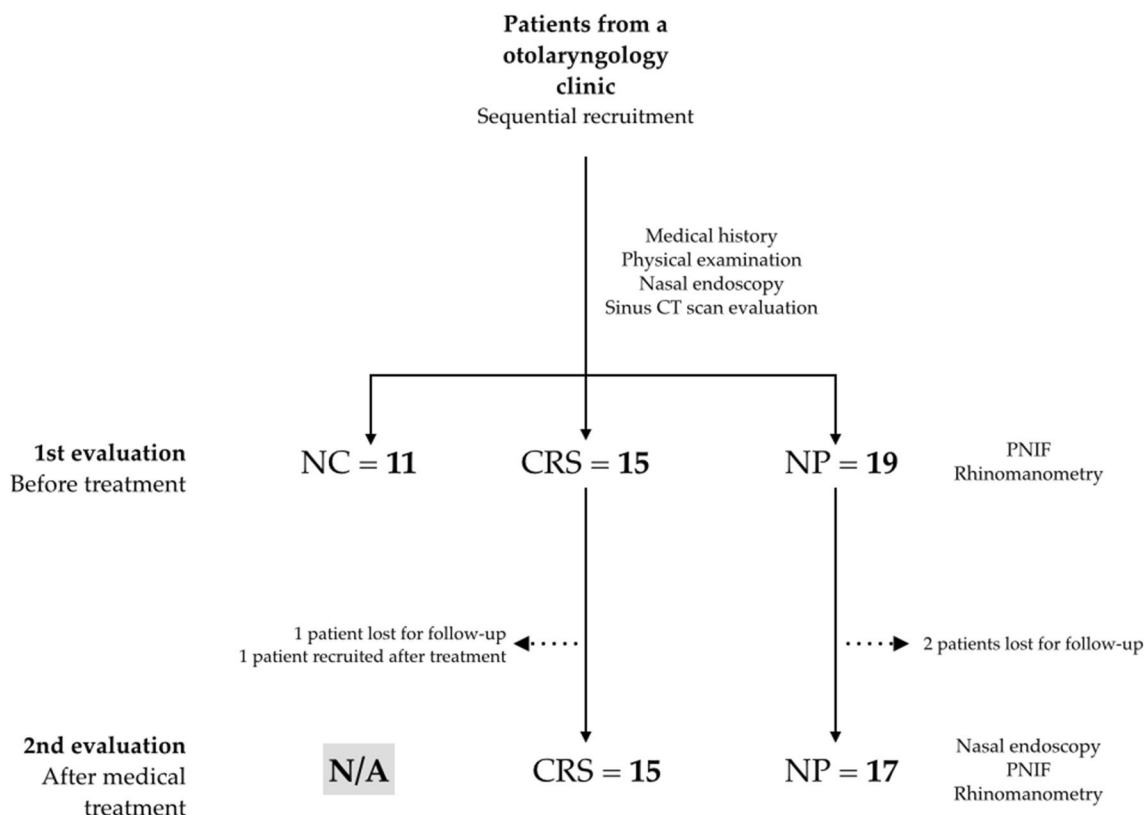 Patients from a
otolaryngology
clinic
Sequential recruitment
Medical history
Physical examination
Nasal endoscopy
Sinus CT scan evaluation
1st evaluation
Before treatment
NC = 11
CRS = 15
NP = 19
PNIF
Rhinomanometry
1 patient lost for follow-up
1 patient recruited after treatment
2 patients lost for follow-up
2nd evaluation
After medical
treatment
N/A
CRS = 15
NP = 17
Nasal endoscopy
PNIF
Rhinomanometry